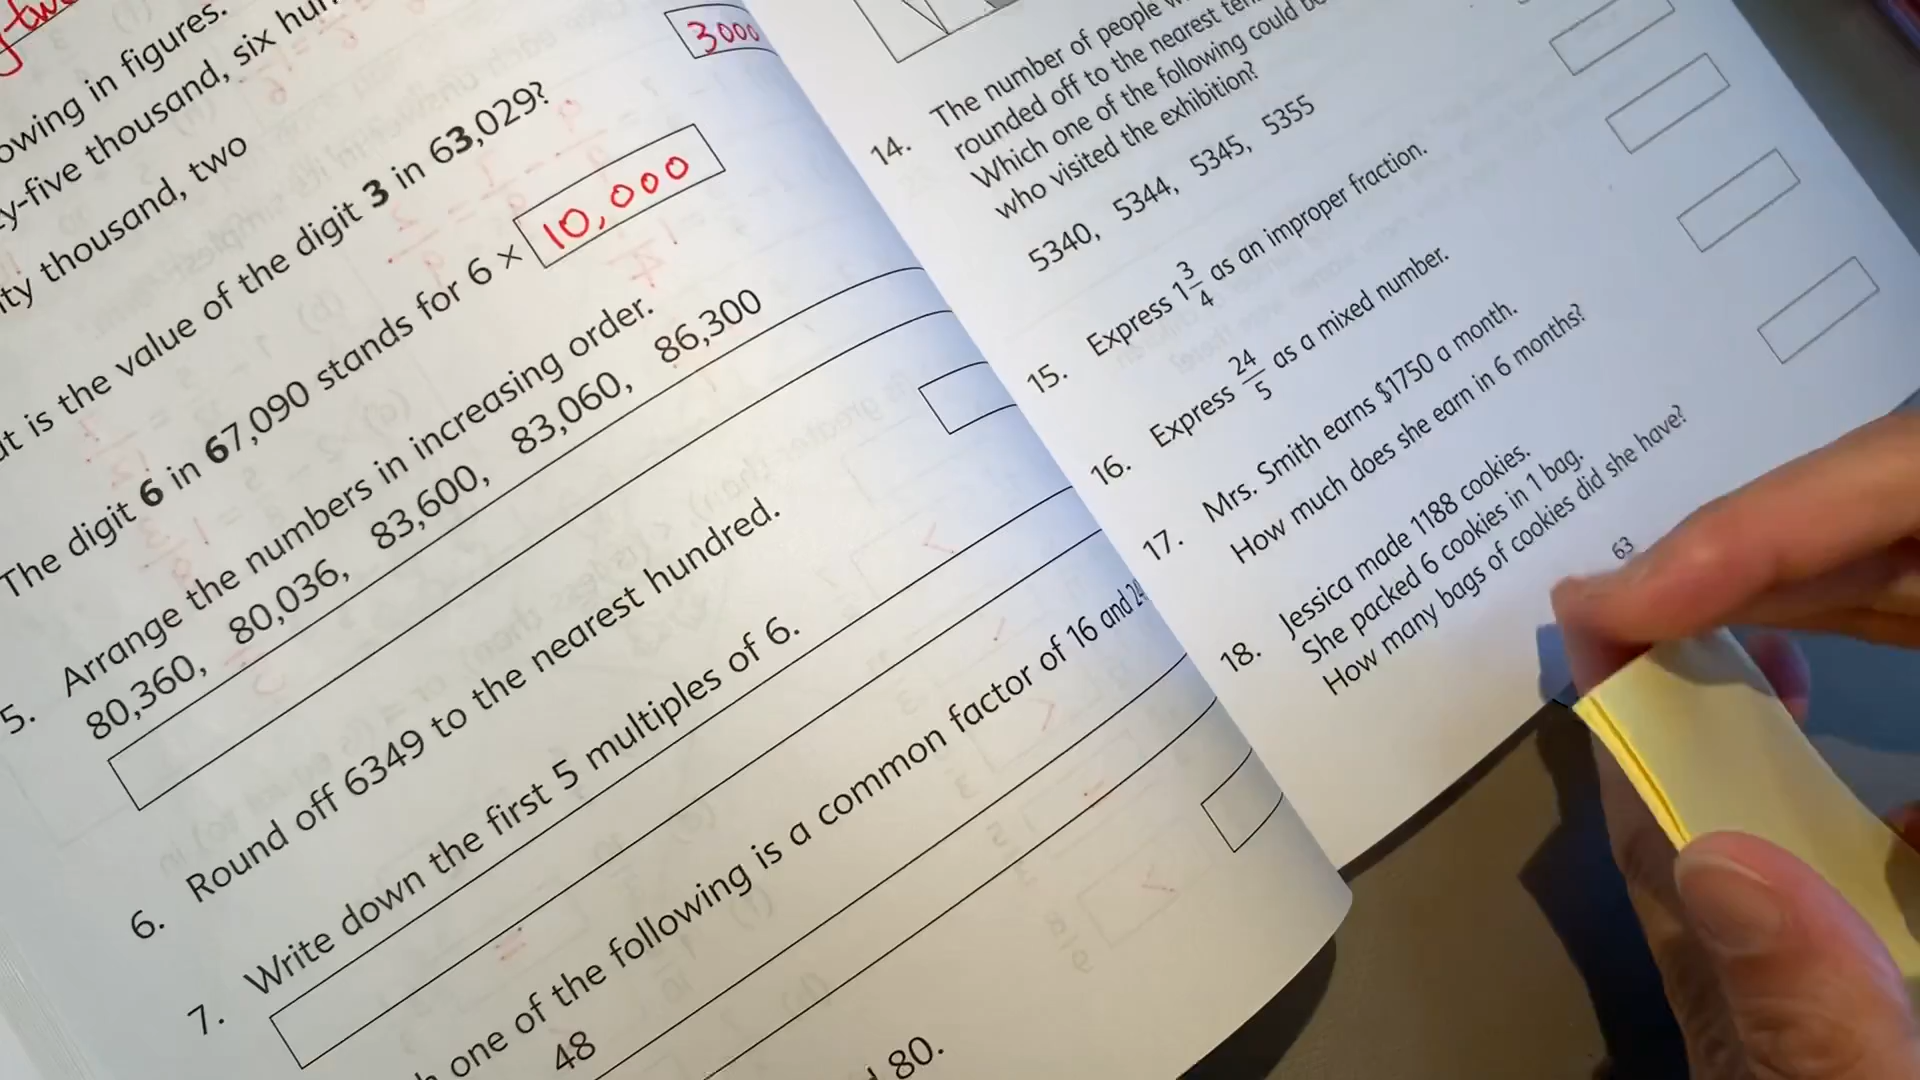 owing in figures.
y-five thousand, six
ty thousand, two
3000
is the value of the digit 3 in 63,029?
The digit 6 in 67,090 stands for 6 × 10,000
5. Arrange the numbers in increasing order.
80,360, 80,036, 83,600, 83,060, 86,300
6. Round off 6349 to the nearest hundred.
7. Write down the first 5 multiples of 6.
one of the following is a common factor of 16 and 24
48
80.
14. The number of people
rounded off to the nearest
Which one of the following could
who visited the exhibition?
5340, 5344, 5345, 5355
15. Express 1 3/4 as an improper fraction.
16. Express 24/5 as a mixed number.
17. Mrs. Smith earns $1750 a month.
How much does she earn in 6 months?
18. Jessica made 1188 cookies.
She packed 6 cookies in 1 bag.
How many bags of cookies did she have?
63